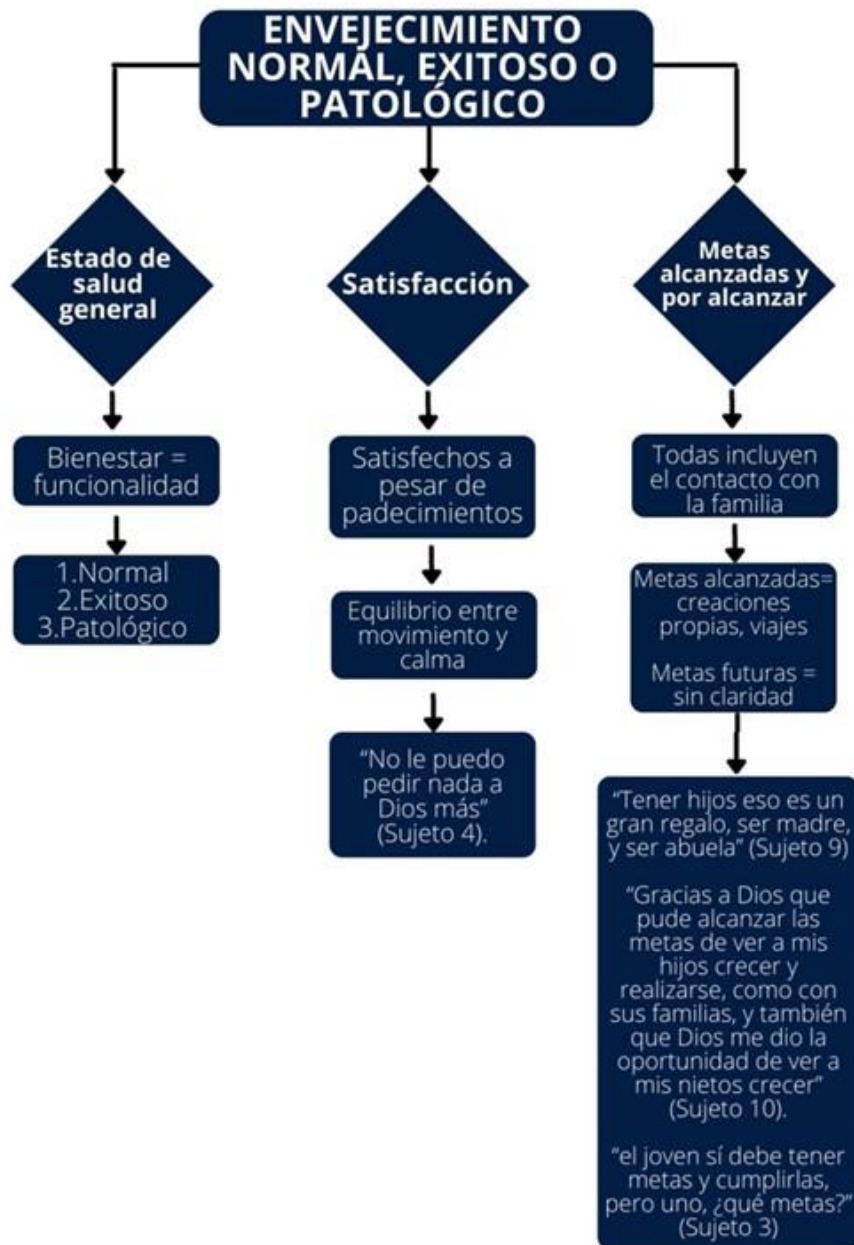 ENVEJECIMIENTO
NORMAL, EXITOSO O
PATOLÓGICO
Estado de
salud
general
Bienestar =
funcionalidad
1.Normal
2.Exitoso
3.Patológico
Satisfacción
Satisfechos a
pesar de
padecimientos
Equilibrio entre
movimiento y
calma
“No le puedo
pedir nada a
Dios más”
(Sujeto 4).
Metas
alcanzadas y
por alcanzar
Todas incluyen
el contacto con
la familia
Metas alcanzadas=
creaciones
propias, viajes
Metas futuras =
sin claridad
“Tener hijos eso es un
gran regalo, ser madre,
y ser abuela” (Sujeto 9)
“Gracias a Dios que
pude alcanzar las
metas de ver a mis
hijos crecer y
realizarse, como con
sus familias, y también
que Dios me dio la
oportunidad de ver a
mis nietos crecer”
(Sujeto 10).
“el joven sí debe tener
metas y cumplirlas,
pero uno, ¿qué metas?”
(Sujeto 3)